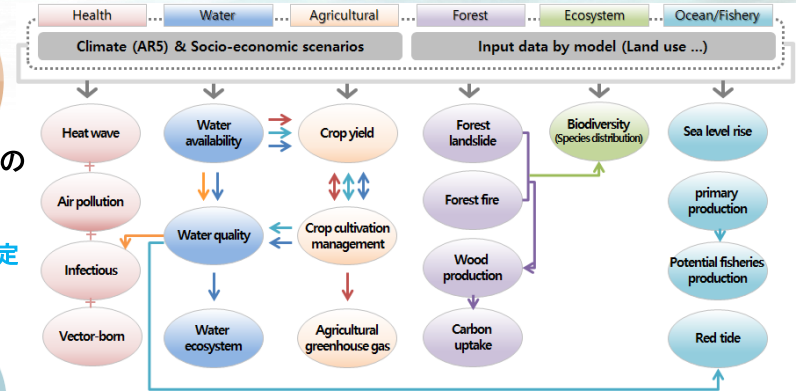 Health
Water
Agricultural
Forest
Ecosystem
Ocean/Fishery
Climate (AR5) & Socio-economic scenarios
Input data by model (Land use ...)
Heat wave
Water
availability
Crop yield
Forest
landslide
Biodiversity
(Species distribution)
Sea level rise
の
Air pollution
Forest fire
primary
production
Water quality
Crop cultivation
management
定
Infectious
Wood
production
Potential fisheries
production
Vector-born
Water
ecosystem
Agricultural
greenhouse gas
Carbon
uptake
Red tide